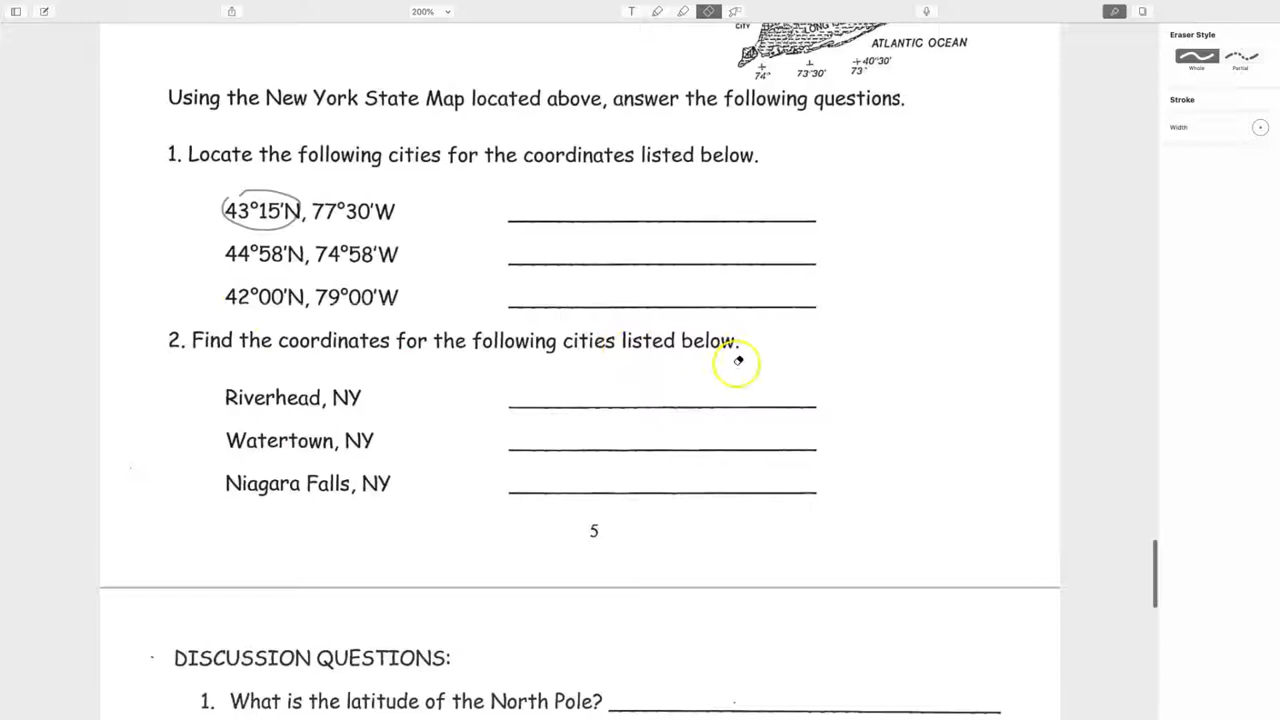 200%
T
Eraser Style
Whole Partial
Stroke
Width
CITY
LONG
ATLANTIC OCEAN
74° 73°30' 73° 40°30'
Using the New York State Map located above, answer the following questions.
1. Locate the following cities for the coordinates listed below.
43°15'N, 77°30'W
44°58'N, 74°58'W
42°00'N, 79°00'W
2. Find the coordinates for the following cities listed below.
Riverhead, NY
Watertown, NY
Niagara Falls, NY
5
DISCUSSION QUESTIONS:
1. What is the latitude of the North Pole?